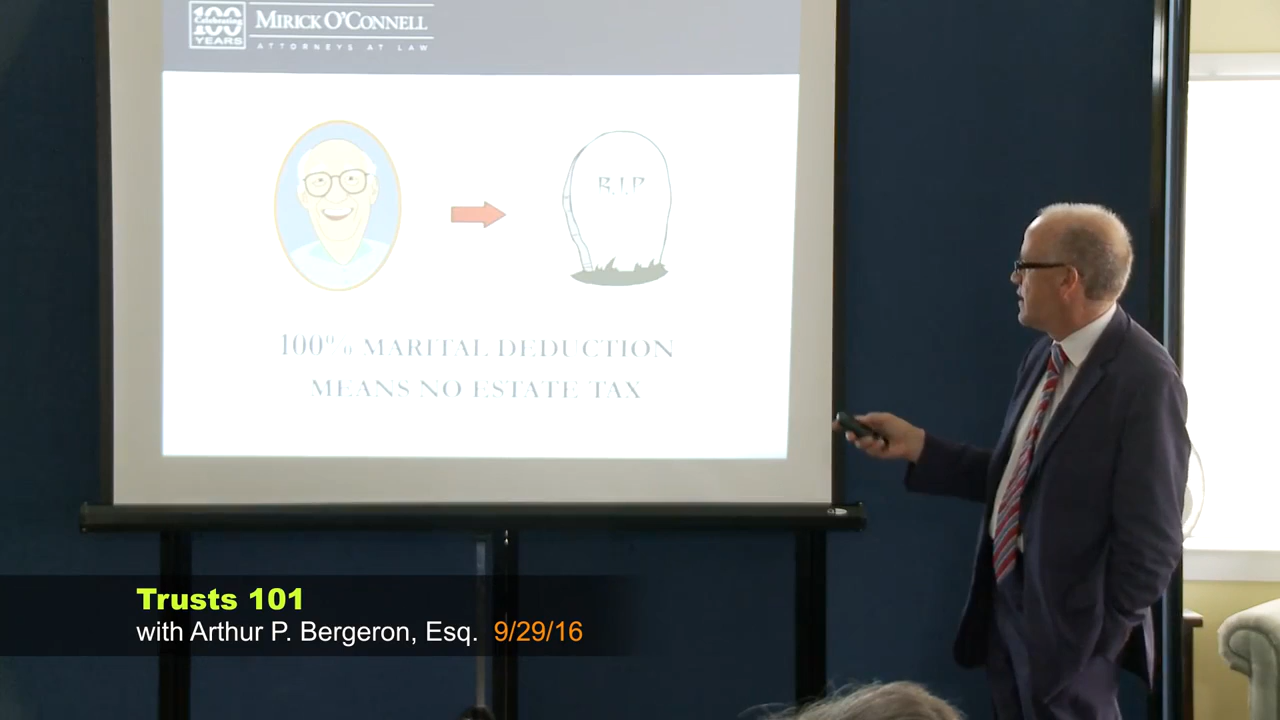 Celebrating
100
YEARS
MIRICK O'CONNELL
ATTORNEYS AT LAW
R.I.P.
100% MARITAL DEDUCTION
MEANS NO ESTATE TAX
Trusts 101
with Arthur P. Bergeron, Esq. 9/29/16